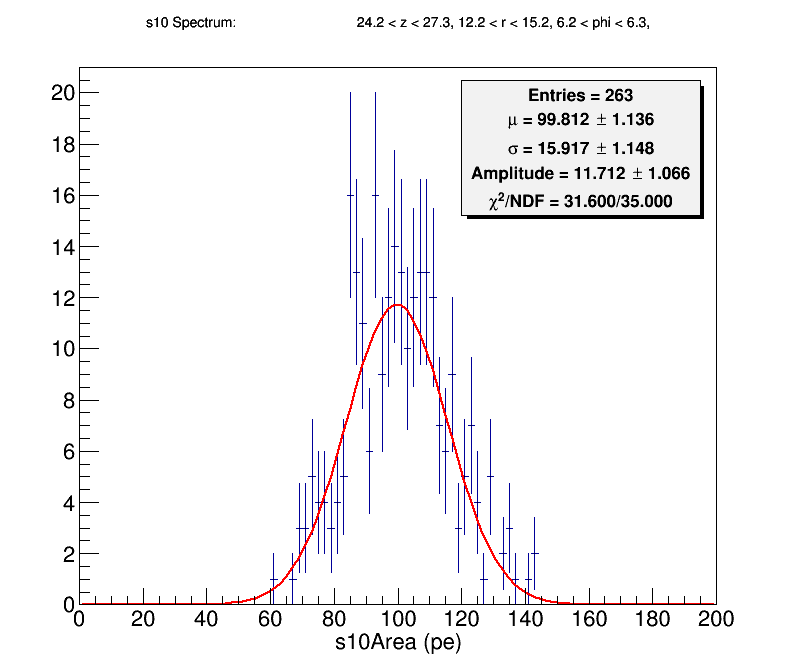 s10 Spectrum: 24.2 < z < 27.3, 12.2 < r < 15.2, 6.2 < phi < 6.3,
Entries = 263
μ = 99.812 ± 1.136
σ = 15.917 ± 1.148
Amplitude = 11.712 ± 1.066
χ²/NDF = 31.600/35.000
20
18
16
14
12
10
8
6
4
2
0
0 20 40 60 80 100 120 140 160 180 200
s10Area (pe)